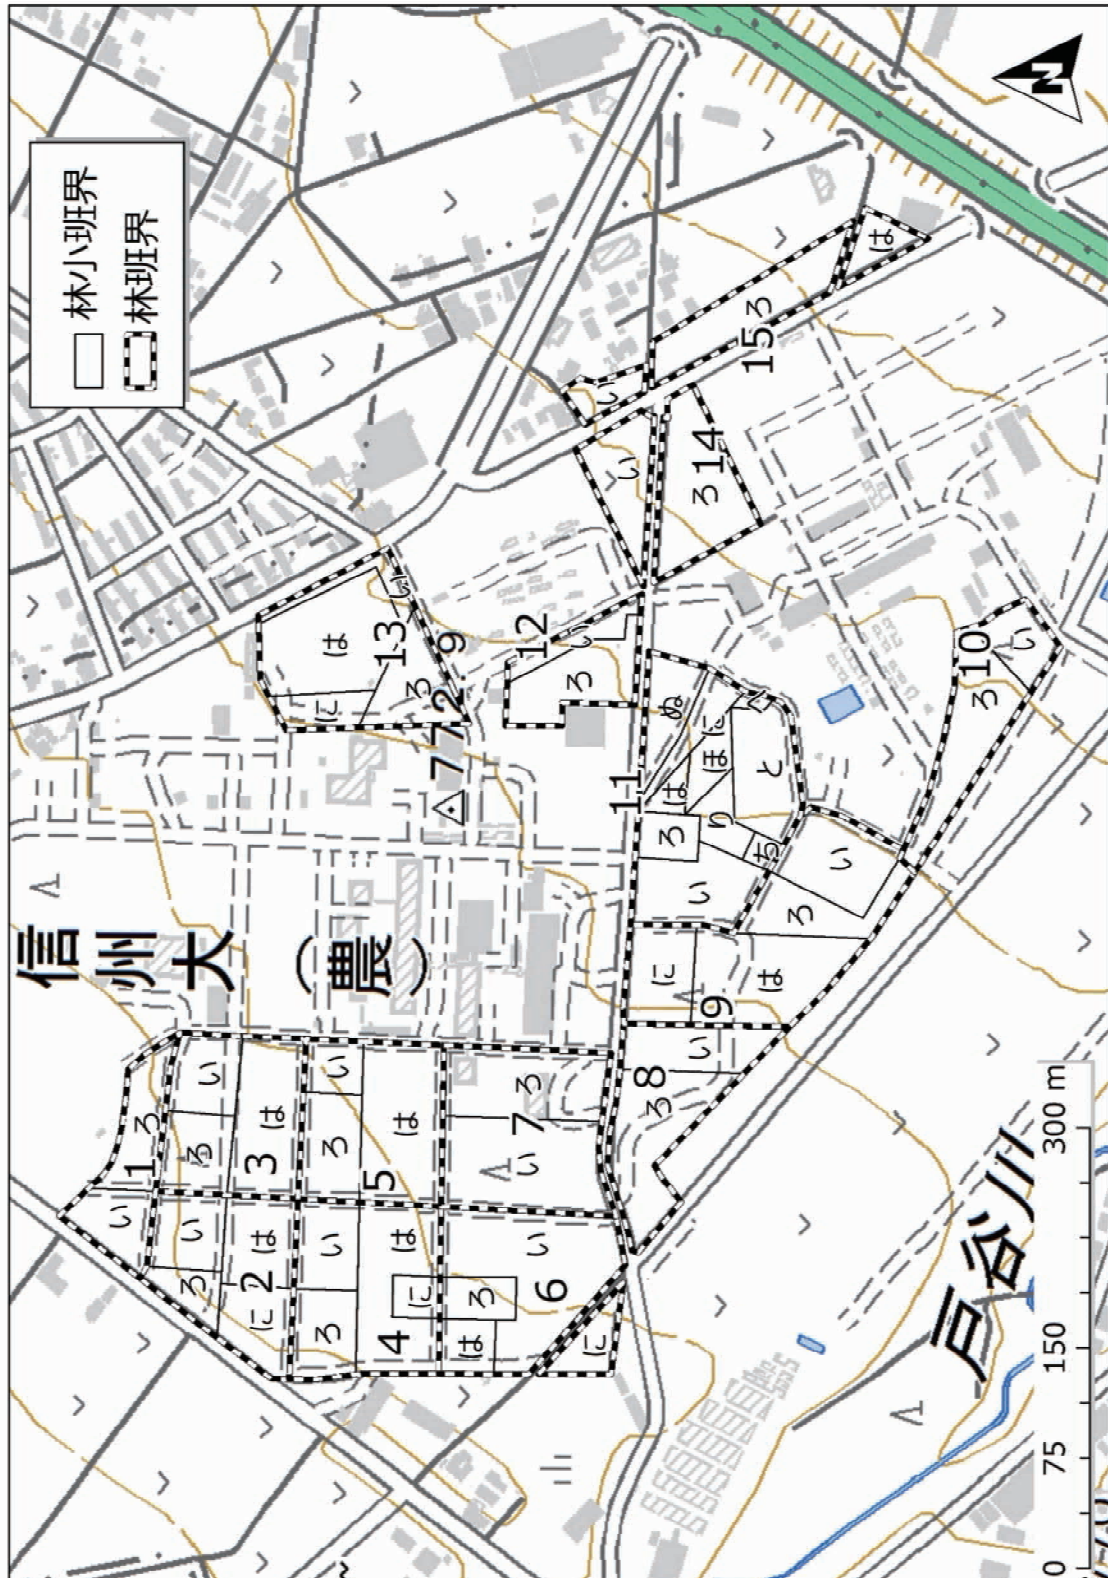 林小班界
林班界
N
信州大
(農)
1
い
ろ
2
い
ろ
は
に
3
い
ろ
は
4
い
ろ
は
に
5
い
ろ
は
6
い
ろ
は
に
7
い
ろ
8
い
ろ
9
い
ろ
は
に
10
い
ろ
11
い
ろ
は
に
ほ
へ
と
ち
り
ぬ
12
い
ろ
13
い
ろ
は
に
772.9
14
い
ろ
15
い
ろ
は
戸谷川
0 75 150 300 m